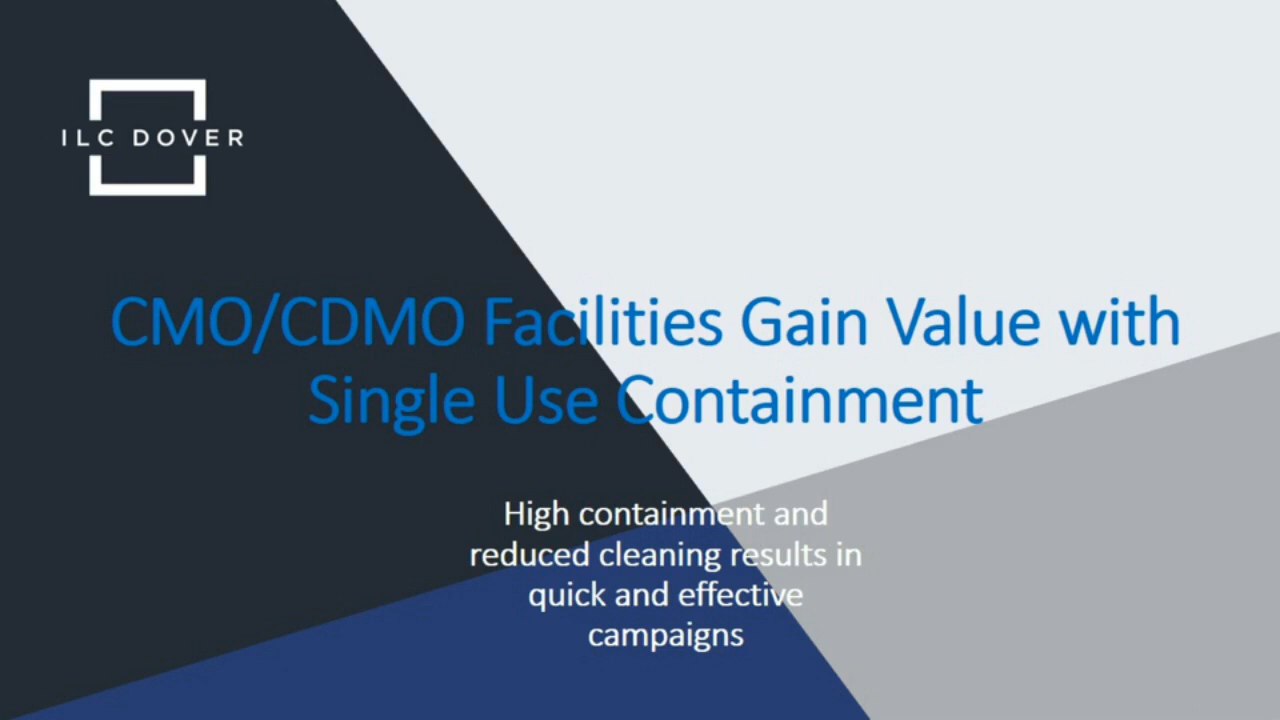 ILC DOVER
CMO/CDMO Facilities Gain Value with
Single Use Containment
High containment and
reduced cleaning results in
quick and effective
campaigns